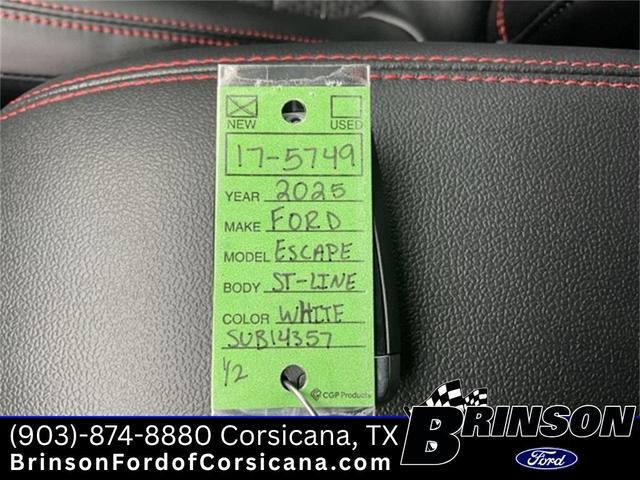 NEW USED
17-5749
YEAR 2025
MAKE FORD
MODEL ESCAPE
BODY ST-LINE
COLOR WHITE
SUB14357
1/2
CGP Products
(903)-874-8880 Corsicana, TX
BrinsonFordofCorsicana.com
BRINSON
Ford